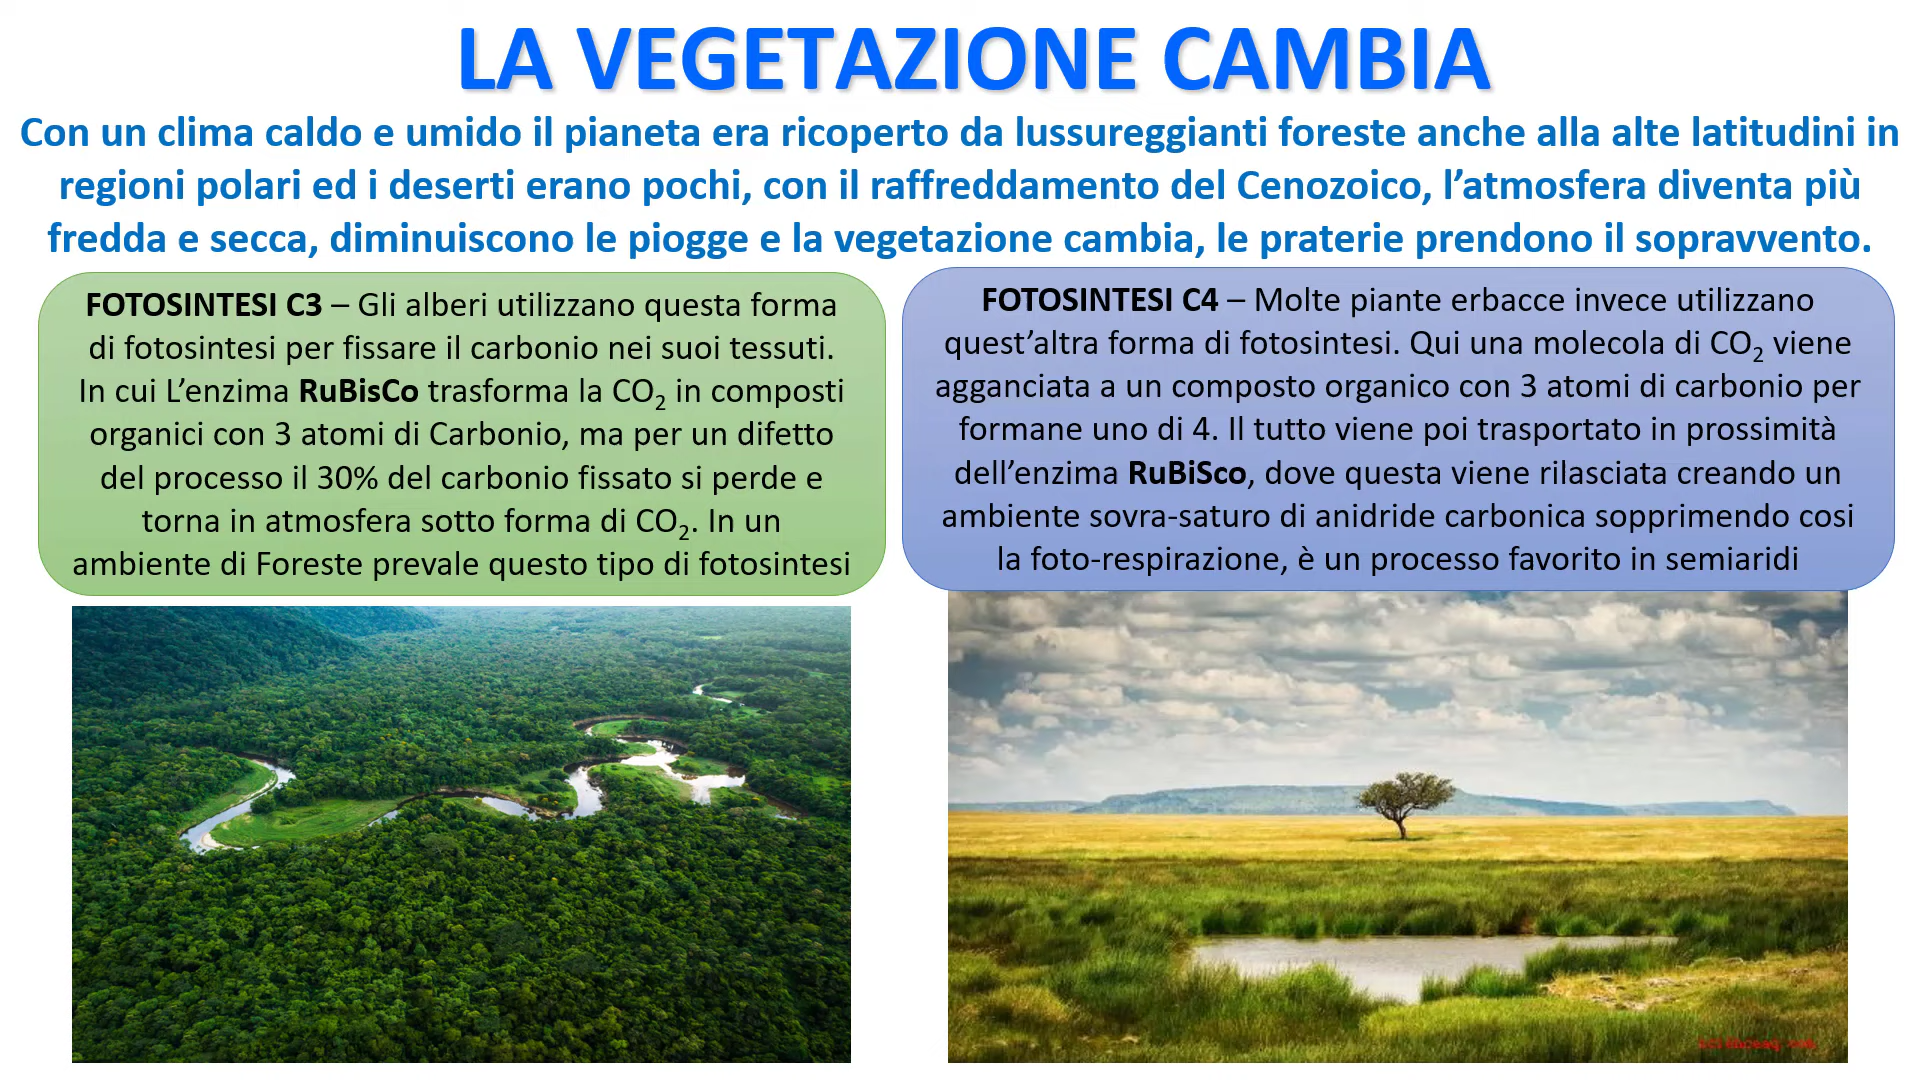 LA VEGETAZIONE CAMBIA
Con un clima caldo e umido il pianeta era ricoperto da lussureggianti foreste anche alla alte latitudini in
regioni polari ed i deserti erano pochi, con il raffreddamento del Cenozoico, l’atmosfera diventa più
fredda e secca, diminuiscono le piogge e la vegetazione cambia, le praterie prendono il sopravvento.
FOTOSINTESI C3 – Gli alberi utilizzano questa forma
di fotosintesi per fissare il carbonio nei suoi tessuti.
In cui L’enzima RuBisCo trasforma la CO₂ in composti
organici con 3 atomi di Carbonio, ma per un difetto
del processo il 30% del carbonio fissato si perde e
torna in atmosfera sotto forma di CO₂. In un
ambiente di Foreste prevale questo tipo di fotosintesi
FOTOSINTESI C4 – Molte piante erbacce invece utilizzano
quest’altra forma di fotosintesi. Qui una molecola di CO₂ viene
agganciata a un composto organico con 3 atomi di carbonio per
formane uno di 4. Il tutto viene poi trasportato in prossimità
dell’enzima RuBiSco, dove questa viene rilasciata creando un
ambiente sovra-saturo di anidride carbonica sopprimendo cosi
la foto-respirazione, è un processo favorito in semiaridi